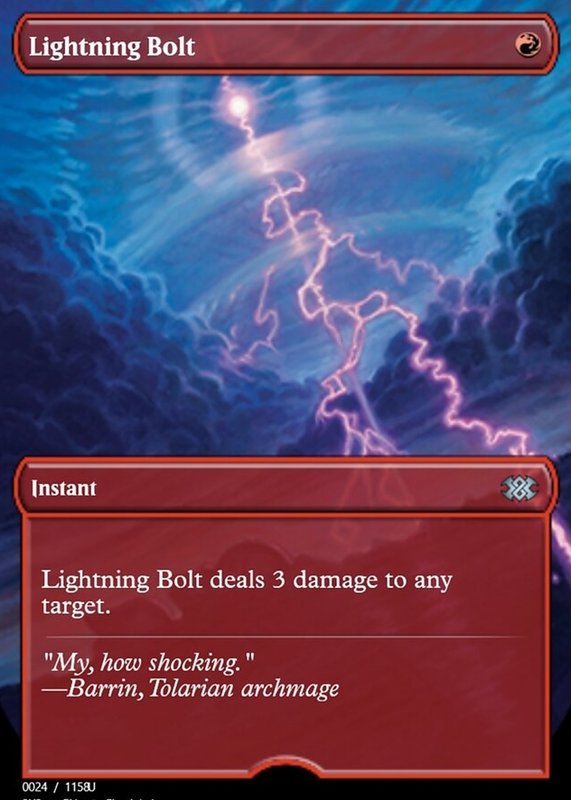 Lightning Bolt
Instant
Lightning Bolt deals 3 damage to any
target.
"My, how shocking."
—Barrin, Tolarian archmage
0024 / 1158U